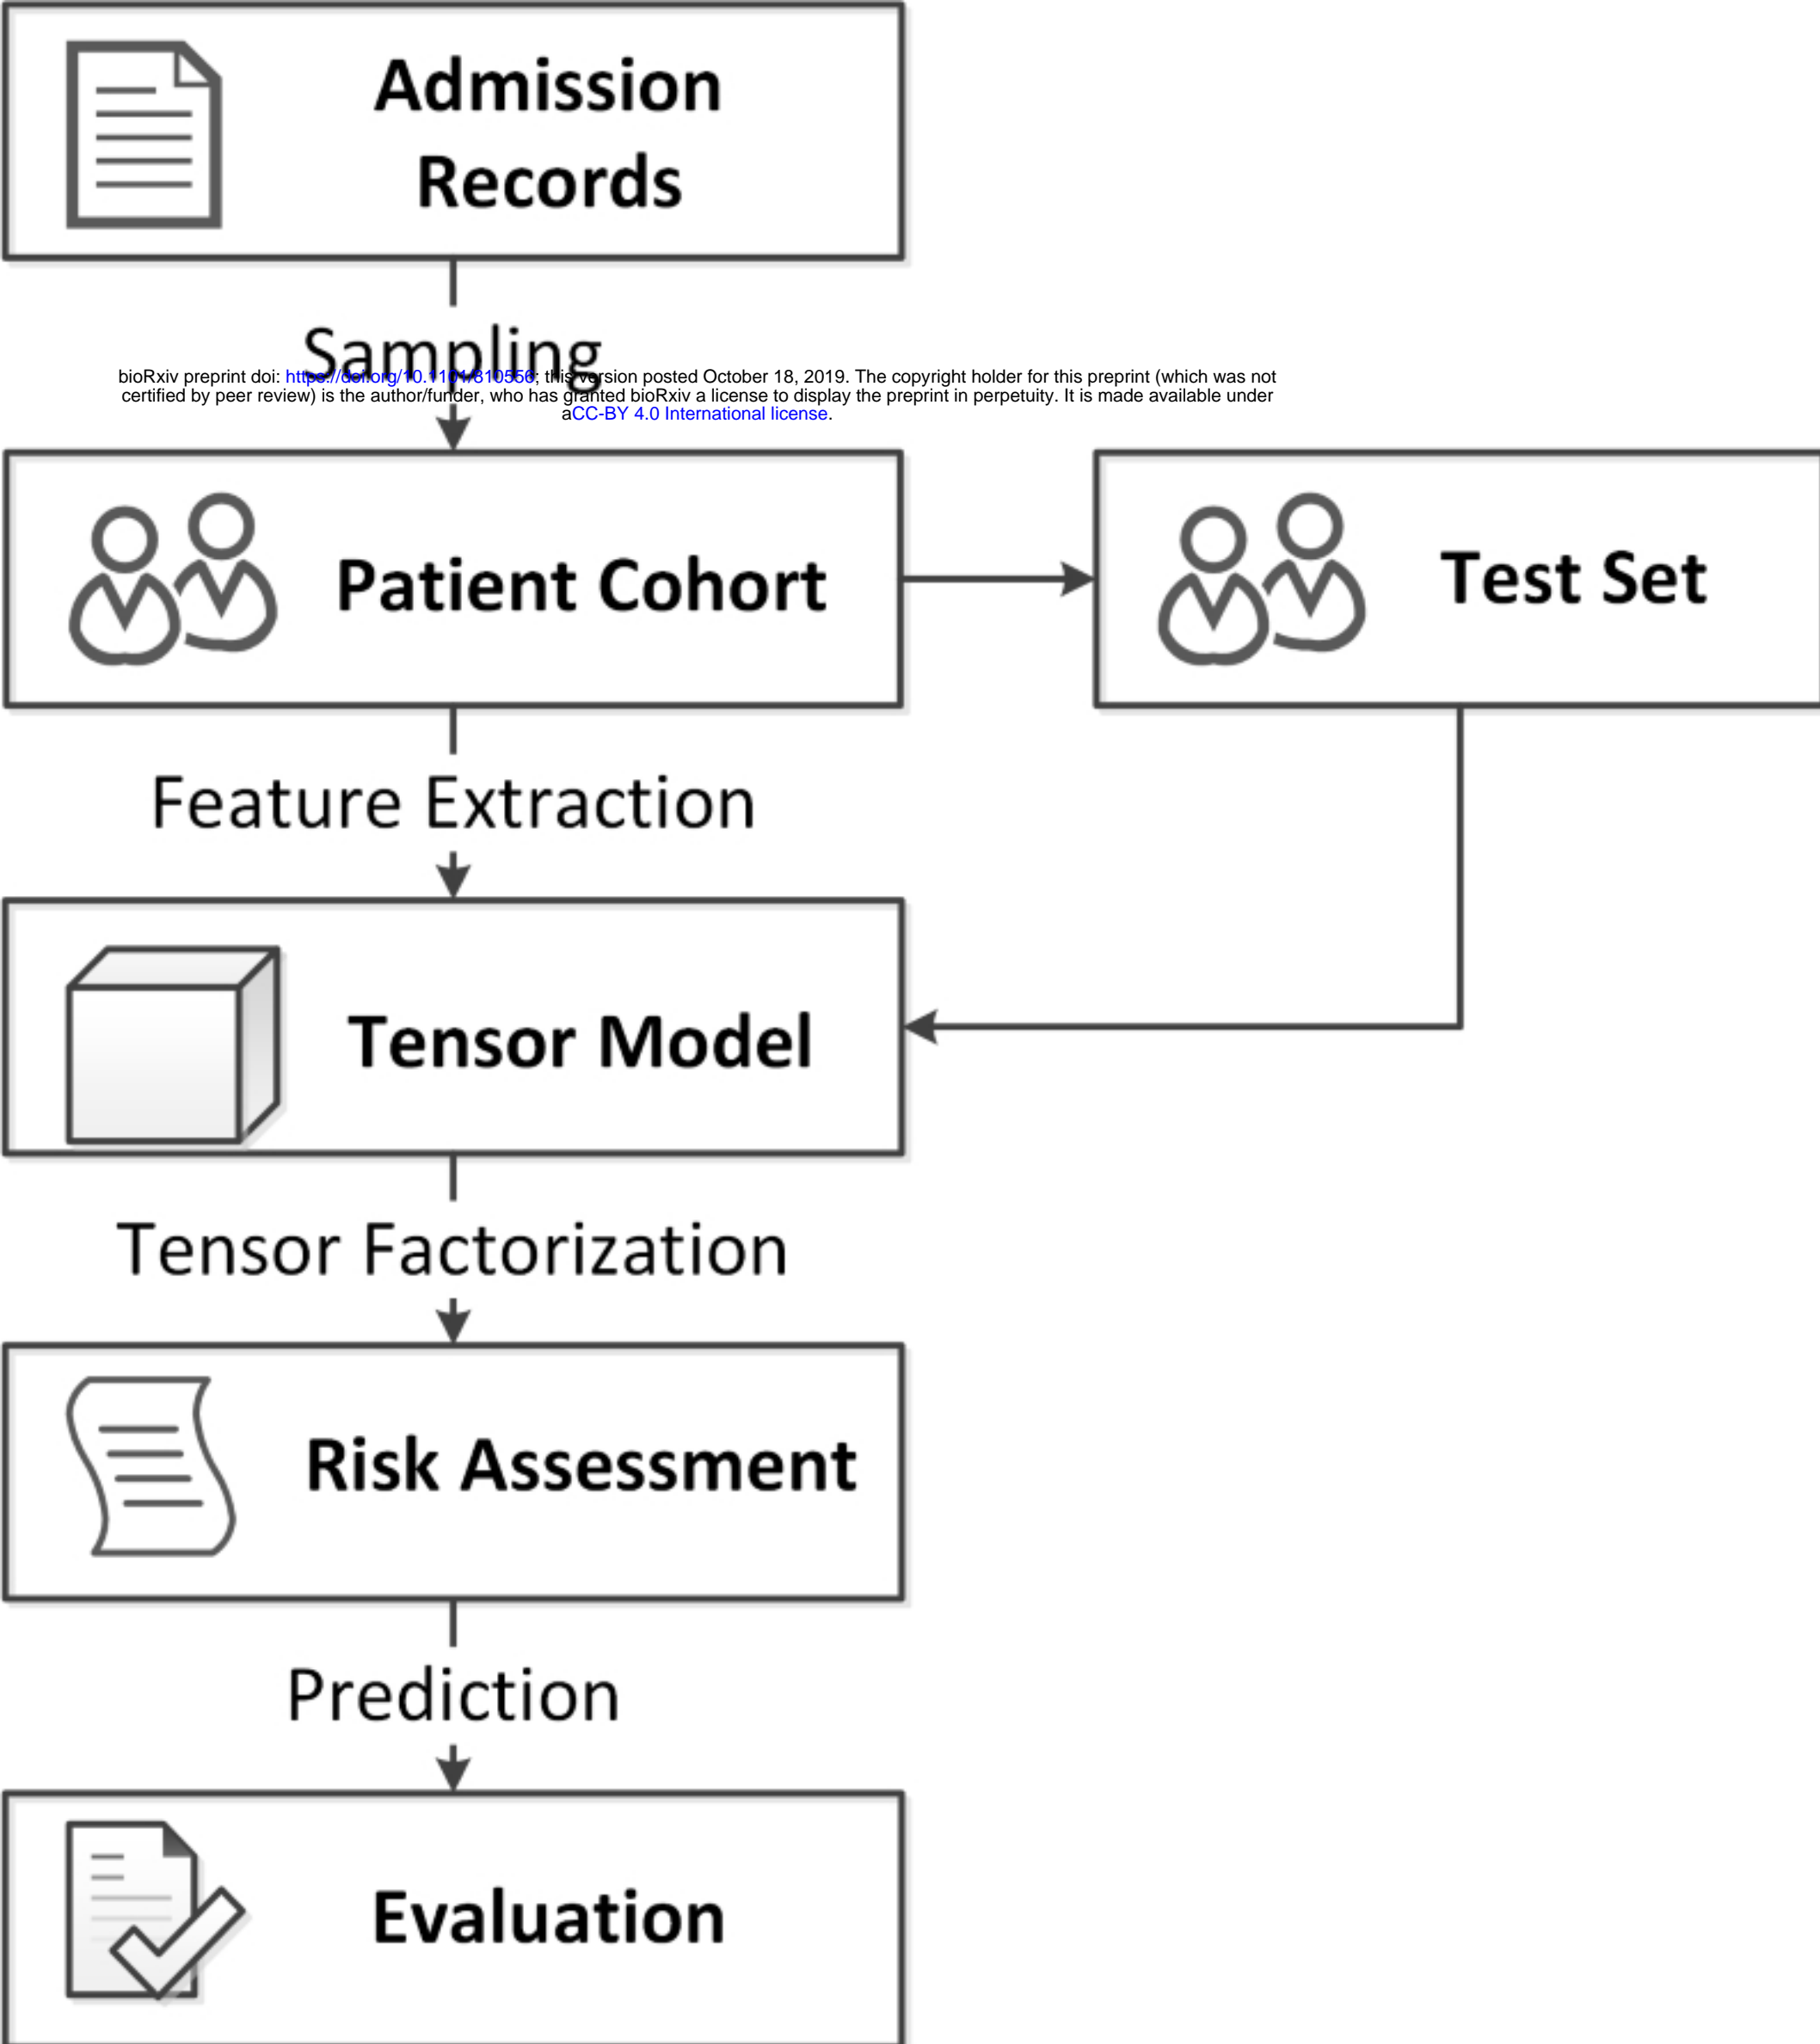 Admission
Records
Sampling
bioRxiv preprint doi: https://doi.org/10.1101/810556; this version posted October 18, 2019. The copyright holder for this preprint (which was not
certified by peer review) is the author/funder, who has granted bioRxiv a license to display the preprint in perpetuity. It is made available under
aCC-BY 4.0 International license.
Patient Cohort
Test Set
Feature Extraction
Tensor Model
Tensor Factorization
Risk Assessment
Prediction
Evaluation